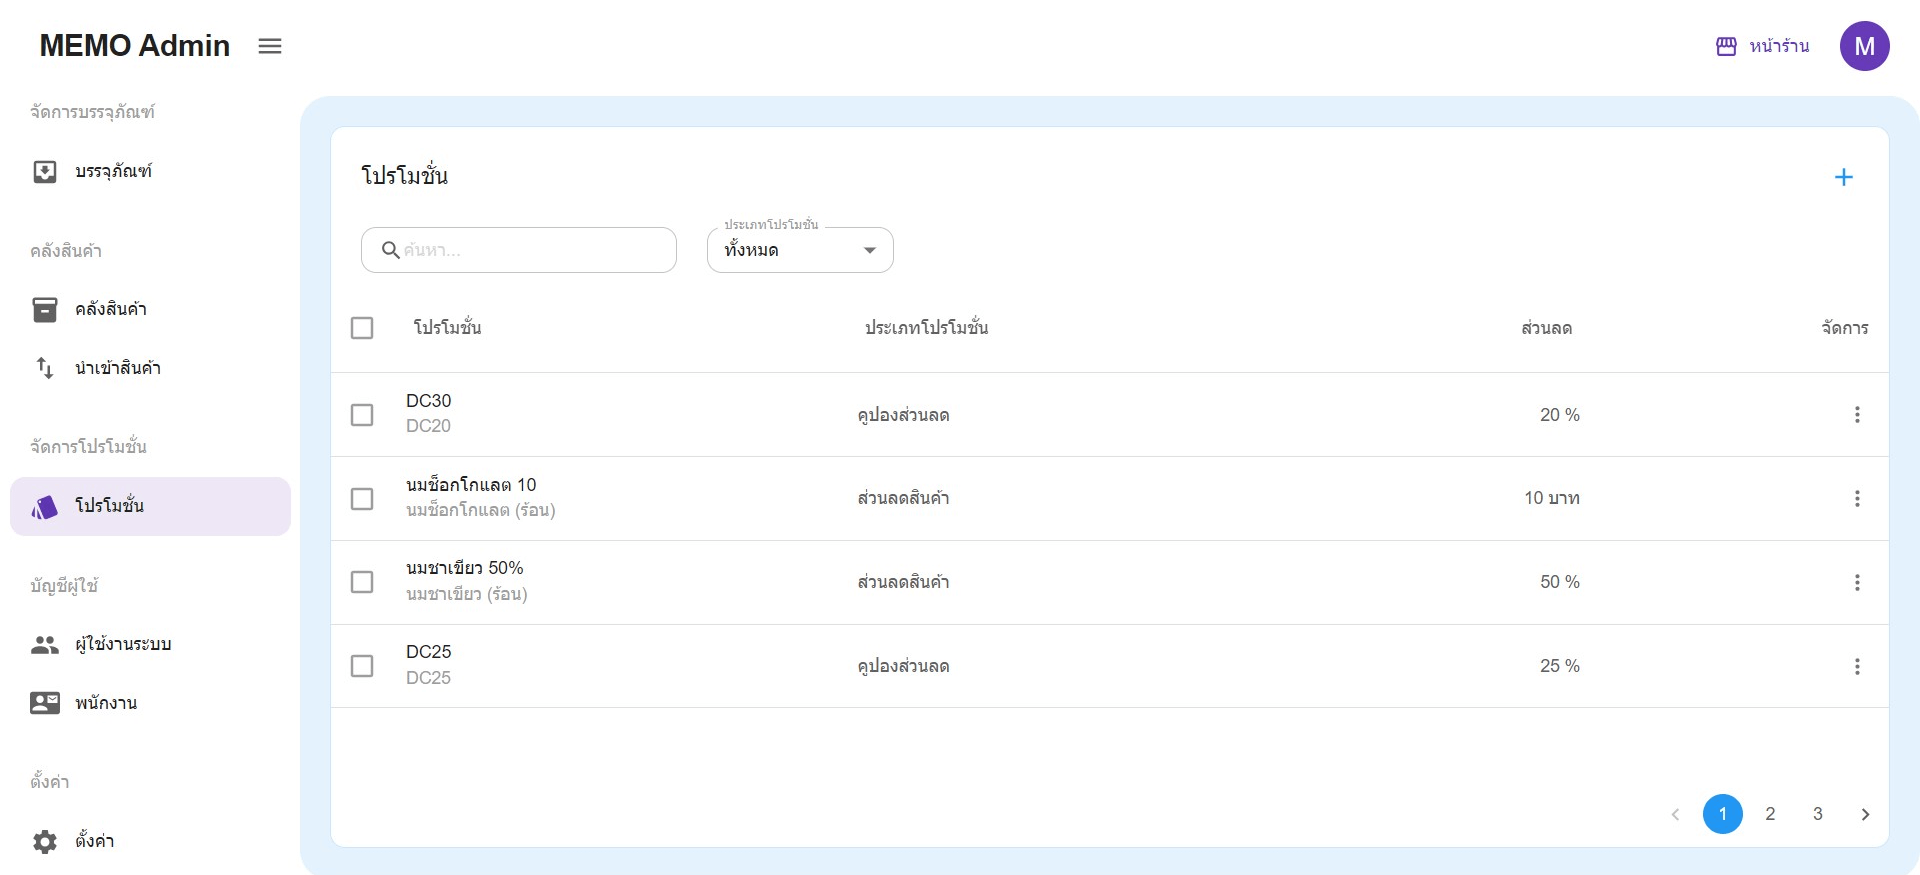 MEMO Admin
หน้าร้าน
M
จัดการบรรจุภัณฑ์
บรรจุภัณฑ์
คลังสินค้า
คลังสินค้า
นำเข้าสินค้า
จัดการโปรโมชั่น
โปรโมชั่น
บัญชีผู้ใช้
ผู้ใช้งานระบบ
พนักงาน
ตั้งค่า
ตั้งค่า
โปรโมชั่น
ค้นหา...
ประเภทโปรโมชั่น
ทั้งหมด
โปรโมชั่น ประเภทโปรโมชั่น ส่วนลด จัดการ
DC30
DC20
คูปองส่วนลด 20 %
นมช็อกโกแลต 10
นมช็อกโกแลต (ร้อน)
ส่วนลดสินค้า 10 บาท
นมชาเขียว 50%
นมชาเขียว (ร้อน)
ส่วนลดสินค้า 50 %
DC25
DC25
คูปองส่วนลด 25 %
1 2 3